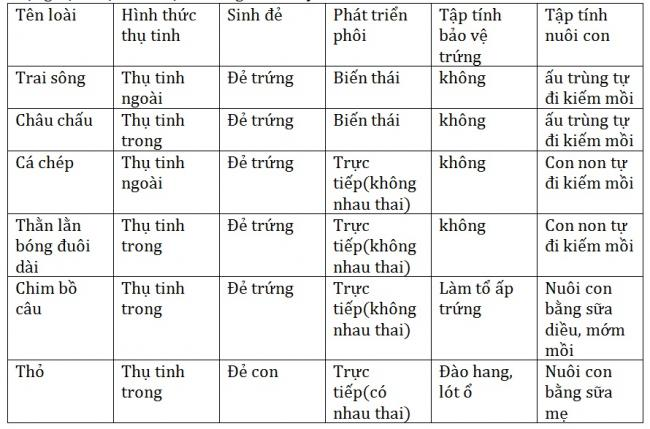 Tên loài
Hình thức
thụ tinh
Sinh đẻ
Phát triển
phôi
Tập tính
bảo vệ
trứng
Tập tính
nuôi con
Trai sông
Thụ tinh
ngoài
Đẻ trứng
Biến thái
không
ấu trùng tự
đi kiếm mồi
Châu chấu
Thụ tinh
trong
Đẻ trứng
Biến thái
không
ấu trùng tự
đi kiếm mồi
Cá chép
Thụ tinh
ngoài
Đẻ trứng
Trực
tiếp(không
nhau thai)
không
Con non tự
đi kiếm mồi
Thằn lằn
bóng đuôi
dài
Thụ tinh
trong
Đẻ trứng
Trực
tiếp(không
nhau thai)
không
Con non tự
đi kiếm mồi
Chim bồ
câu
Thụ tinh
trong
Đẻ trứng
Trực
tiếp(không
nhau thai)
Làm tổ ấp
trứng
Nuôi con
bằng sữa
diều, mớm
mồi
Thỏ
Thụ tinh
trong
Đẻ con
Trực
tiếp(có
nhau thai)
Đào hang,
lót ổ
Nuôi con
bằng sữa
mẹ